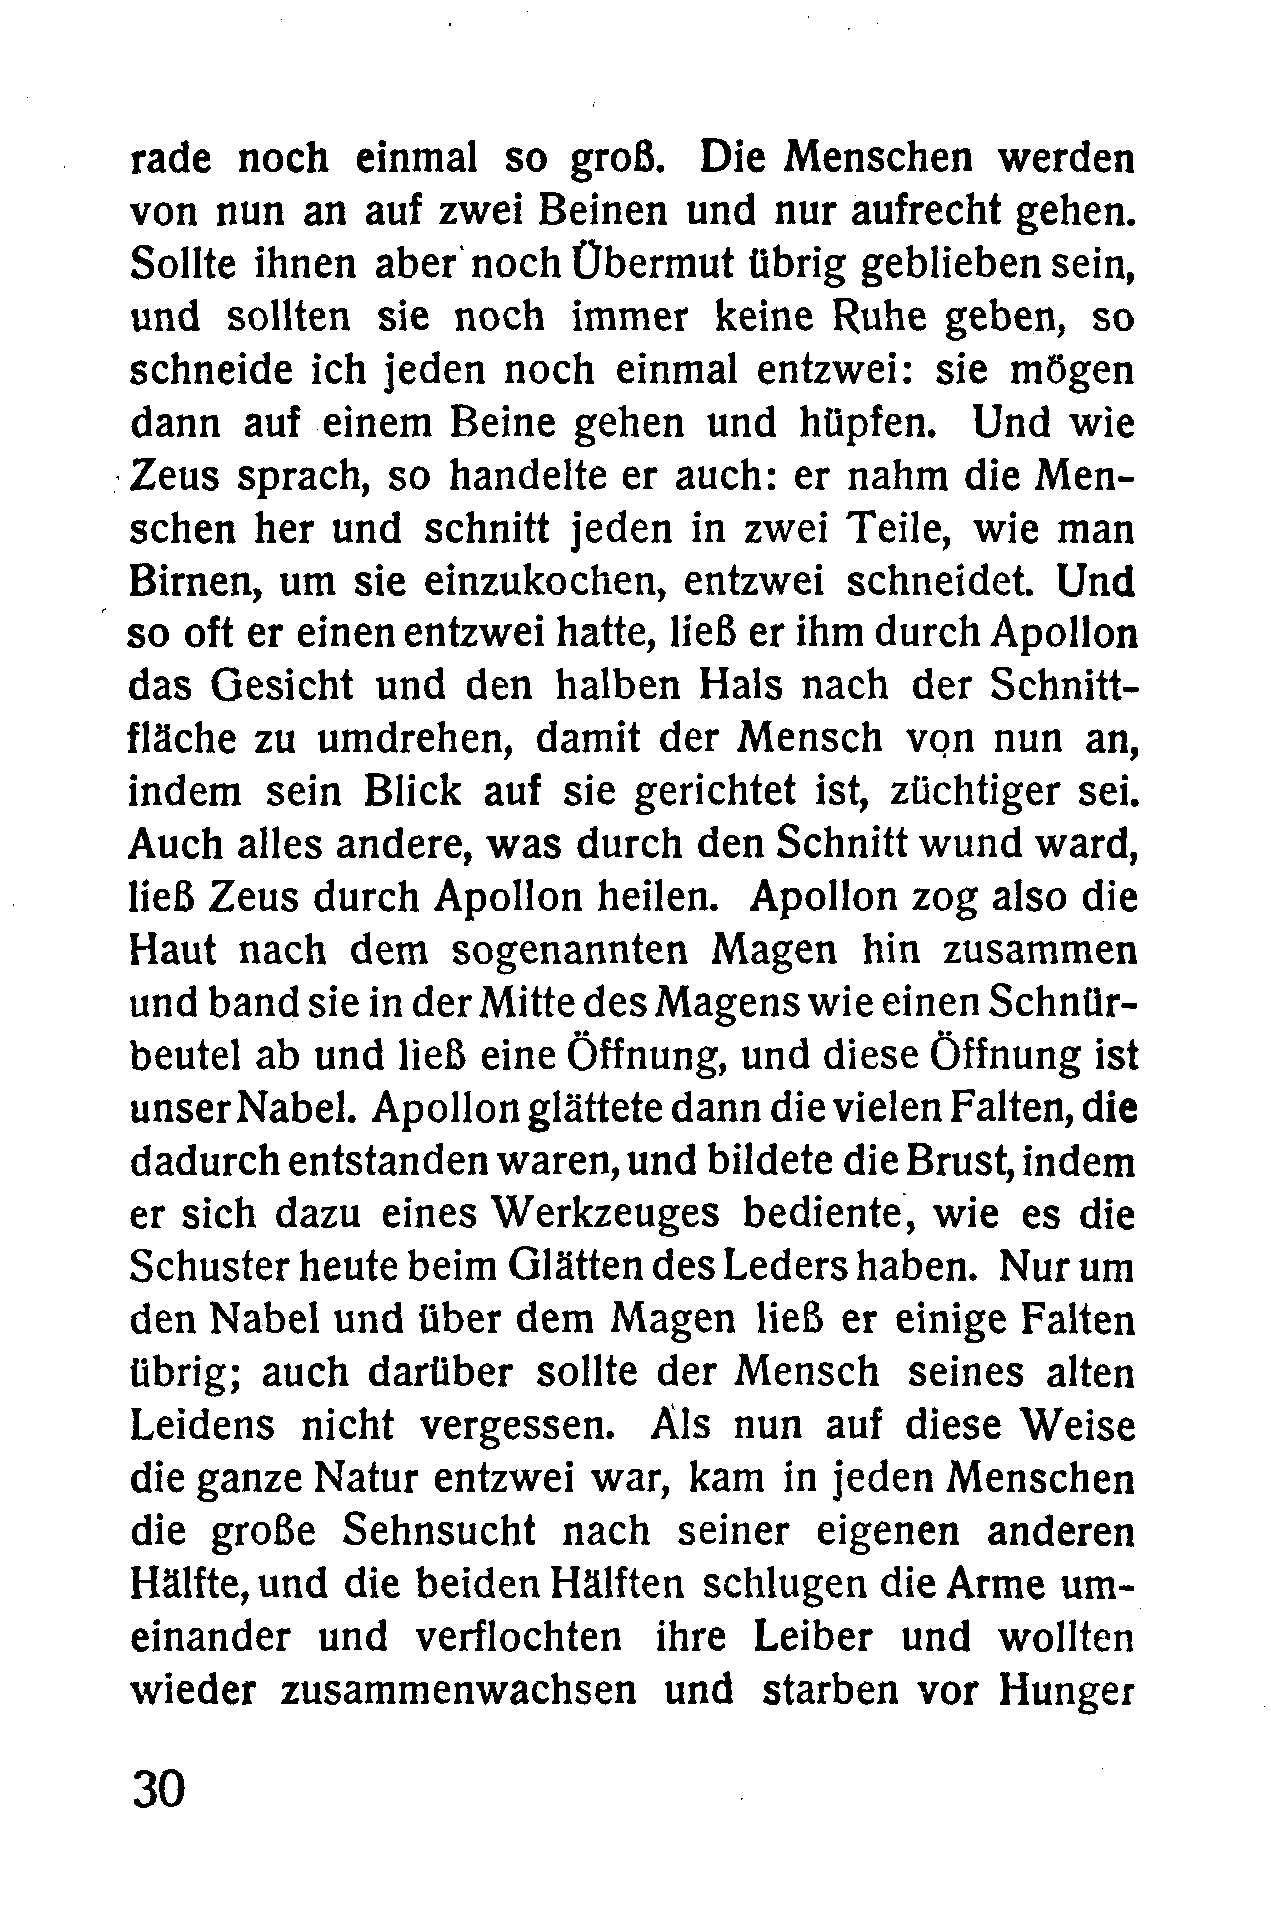 rade noch einmal so groß. Die Menschen werden
von nun an auf zwei Beinen und nur aufrecht gehen.
Sollte ihnen aber noch Übermut übrig geblieben sein,
und sollten sie noch immer keine Ruhe geben, so
schneide ich jeden noch einmal entzwei: sie mögen
dann auf einem Beine gehen und hüpfen. Und wie
Zeus sprach, so handelte er auch: er nahm die Men-
schen her und schnitt jeden in zwei Teile, wie man
Birnen, um sie einzukochen, entzwei schneidet. Und
so oft er einen entzwei hatte, ließ er ihm durch Apollon
das Gesicht und den halben Hals nach der Schnitt-
fläche zu umdrehen, damit der Mensch von nun an,
indem sein Blick auf sie gerichtet ist, züchtiger sei.
Auch alles andere, was durch den Schnitt wund ward,
ließ Zeus durch Apollon heilen. Apollon zog also die
Haut nach dem sogenannten Magen hin zusammen
und band sie in der Mitte des Magens wie einen Schnür-
beutel ab und ließ eine Öffnung, und diese Öffnung ist
unser Nabel. Apollon glättete dann die vielen Falten, die
dadurch entstanden waren, und bildete die Brust, indem
er sich dazu eines Werkzeuges bediente, wie es die
Schuster heute beim Glätten des Leders haben. Nur um
den Nabel und über dem Magen ließ er einige Falten
übrig; auch darüber sollte der Mensch seines alten
Leidens nicht vergessen. Als nun auf diese Weise
die ganze Natur entzwei war, kam in jeden Menschen
die große Sehnsucht nach seiner eigenen anderen
Hälfte, und die beiden Hälften schlugen die Arme um-
einander und verflochten ihre Leiber und wollten
wieder zusammenwachsen und starben vor Hunger
30